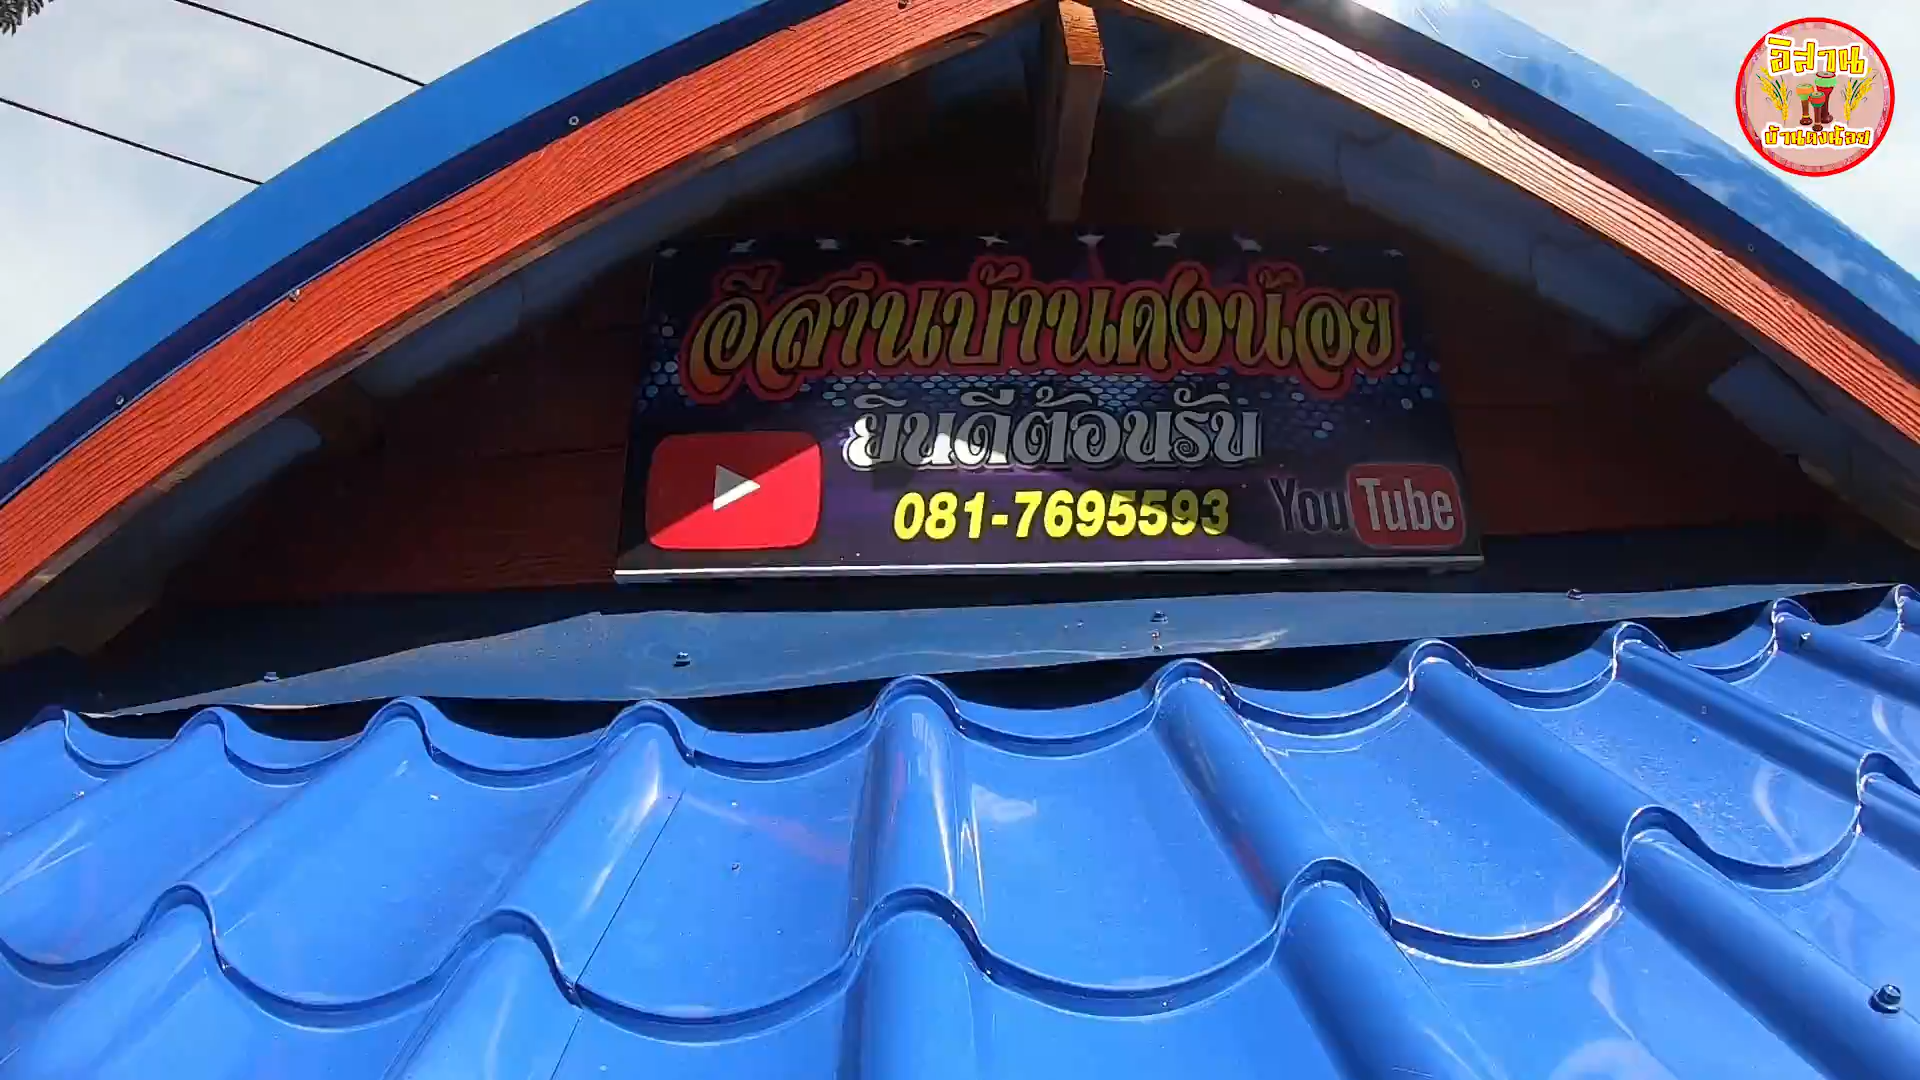 อิสาน
บ้านดงน้อย
อีสานบ้านดงน้อย
ยินดีต้อนรับ
081-7695593
YouTube